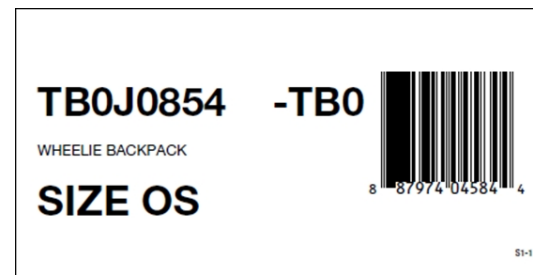 TB0J0854 -TB0
WHEELIE BACKPACK
SIZE OS
8 87974 04584 4
S1-1